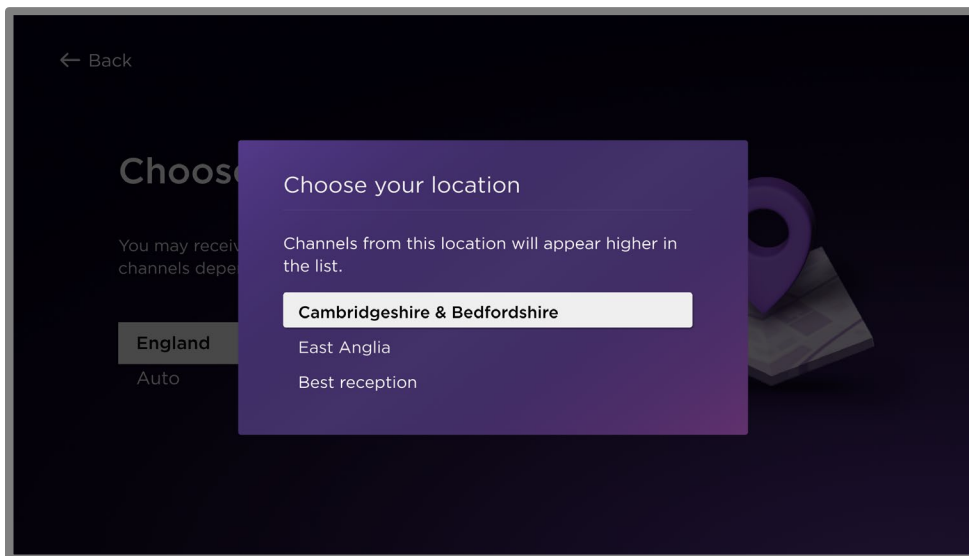 ← Back
Choose
You may receiv
channels depe
England
Auto
Choose your location
Channels from this location will appear higher in
the list.
Cambridgeshire & Bedfordshire
East Anglia
Best reception